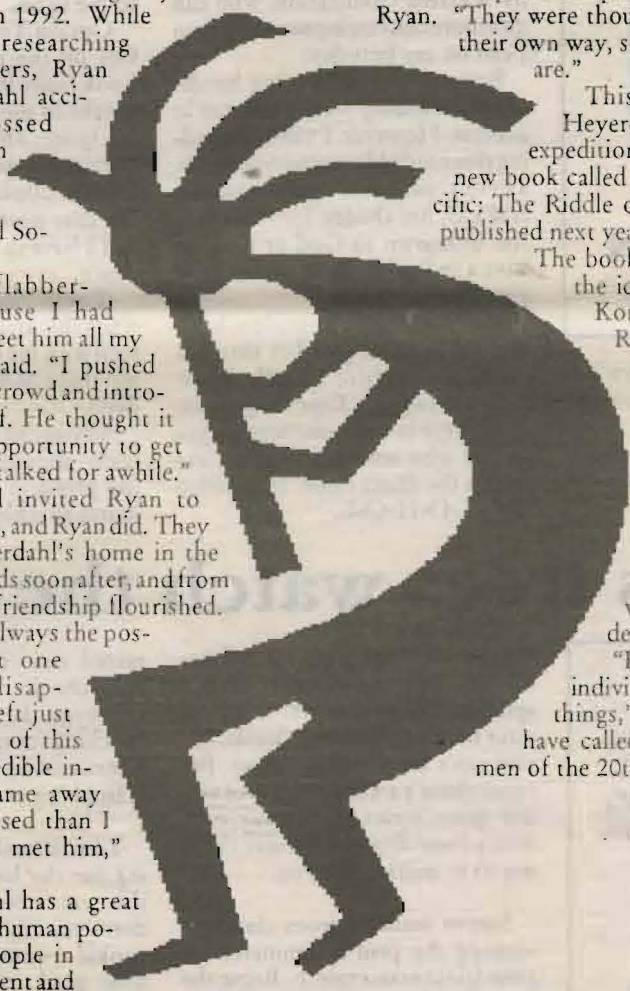 n 1992. While
researching
ers, Ryan
ahl acci-
ssed
n
d So-
labber-
use I had
eet him all my
aid. “I pushed
crowd and intro-
f. He thought it
pportunity to get
talked for awhile.”
l invited Ryan to
, and Ryan did. They
erdahl's home in the
ds soon after, and from
friendship flourished.
lways the pos-
t one
disap-
eft just
of this
dible in-
ame away
sed than I
met him,”
l has a great
human po-
ople in
ent and
Ryan. “They were thou
their own way, s
are.”
This
Heyer
expedition
new book called
cific: The Riddle o
published next yea
The book
the ic
Kon
R
v
de
“I
indivi
things,”
have called
men of the 20t